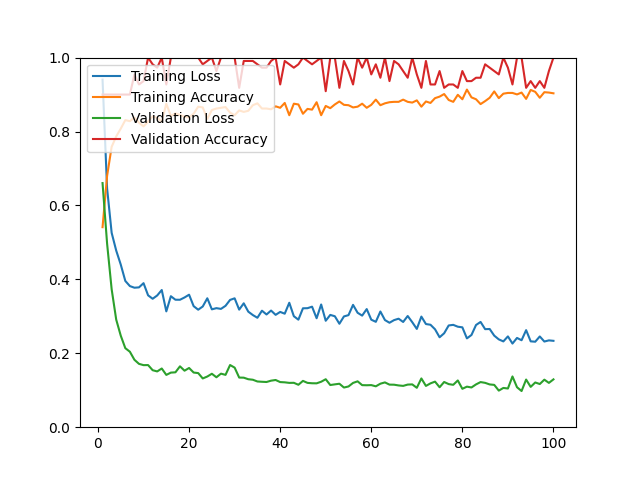 1.0
0.8
0.6
0.4
0.2
0.0
Training Loss
Training Accuracy
Validation Loss
Validation Accuracy
0 20 40 60 80 100